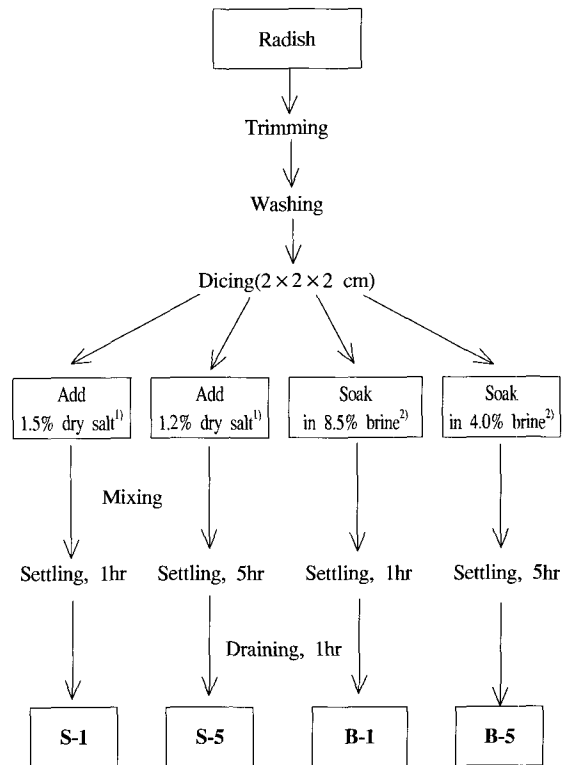 Radish
Trimming
Washing
Dicing(2 × 2 × 2 cm)
Add
1.5% dry salt1)
Add
1.2% dry salt1)
Soak
in 8.5% brine2)
Soak
in 4.0% brine2)
Mixing
Settling, 1hr
Settling, 5hr
Settling, 1hr
Settling, 5hr
Draining, 1hr
S-1
S-5
B-1
B-5